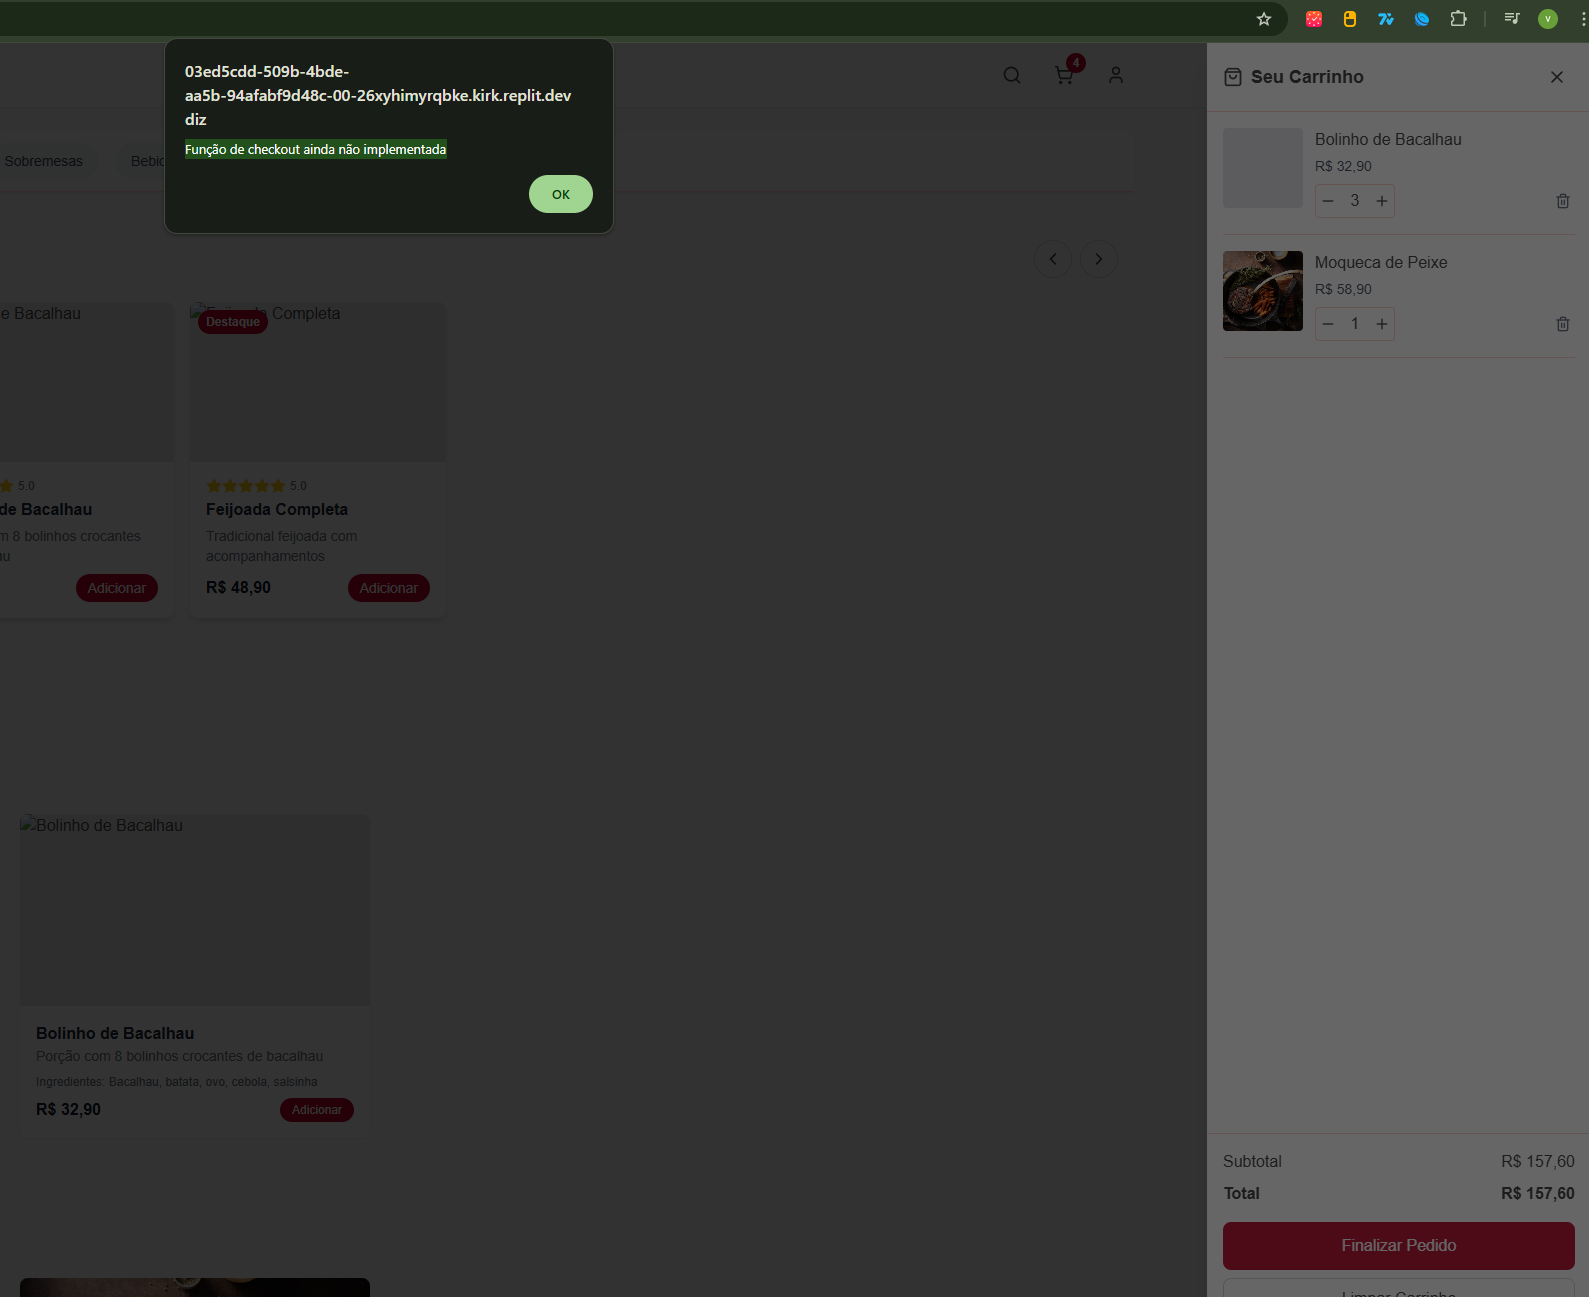 03ed5cdd-509b-4bde-
aa5b-94afabf9d48c-00-26xyhimyrqbke.kirk.replit.dev
diz
Função de checkout ainda não implementada
OK
v
4
Sobremesas
Bebid
e Bacalhau
Destaque
Completa
5.0
de Bacalhau
m 8 bolinhos crocantes
au
Adicionar
5.0
Feijoada Completa
Tradicional feijoada com
acompanhamentos
R$ 48,90
Adicionar
Bolinho de Bacalhau
Bolinho de Bacalhau
Porção com 8 bolinhos crocantes de bacalhau
Ingredientes: Bacalhau, batata, ovo, cebola, salsinha
R$ 32,90
Adicionar
Seu Carrinho
Bolinho de Bacalhau
R$ 32,90
3
Moqueca de Peixe
R$ 58,90
1
Subtotal
R$ 157,60
Total
R$ 157,60
Finalizar Pedido
Limpar Carrinho